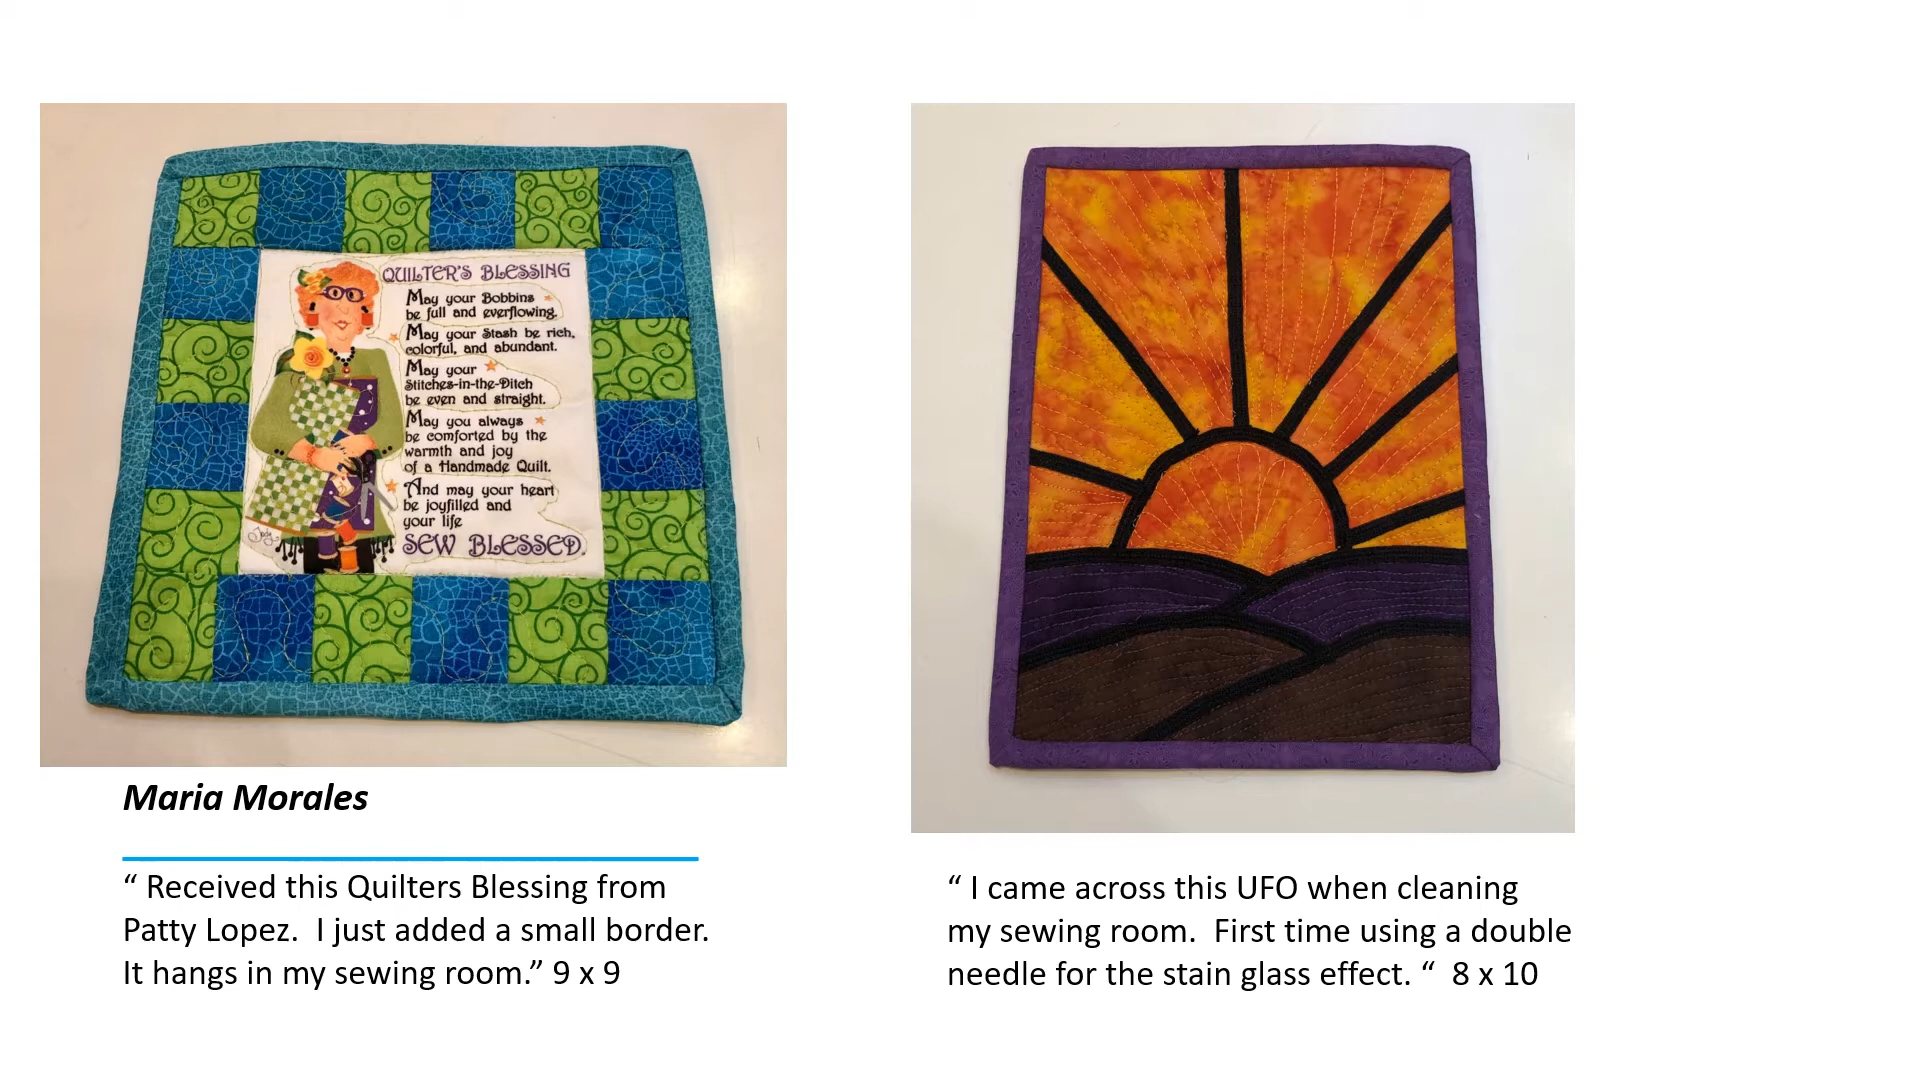 QUILTER'S BLESSING
May your Bobbins
be full and everflowing.
May your Stash be rich,
colorful, and abundant.
May your
Stitches-in-the-Ditch
be even and straight.
May you always
be comforted by the
warmth and joy
of a Handmade Quilt.
And may your heart
be joyfilled and
your life
SEW BLESSED.
Maria Morales
“ Received this Quilters Blessing from
Patty Lopez.  I just added a small border.
It hangs in my sewing room.” 9 x 9
“ I came across this UFO when cleaning
my sewing room.  First time using a double
needle for the stain glass effect. “  8 x 10